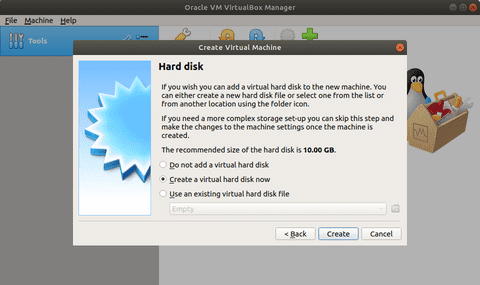 Oracle VM VirtualBox Manager
File Machine Help
Tools
Create Virtual Machine
Hard disk
If you wish you can add a virtual hard disk to the new machine. You
can either create a new hard disk file or select one from the list or
from another location using the folder icon.
If you need a more complex storage set-up you can skip this step and
make the changes to the machine settings once the machine is
created.
The recommended size of the hard disk is 10.00 GB.
Do not add a virtual hard disk
Create a virtual hard disk now
Use an existing virtual hard disk file
Empty
< Back Create Cancel